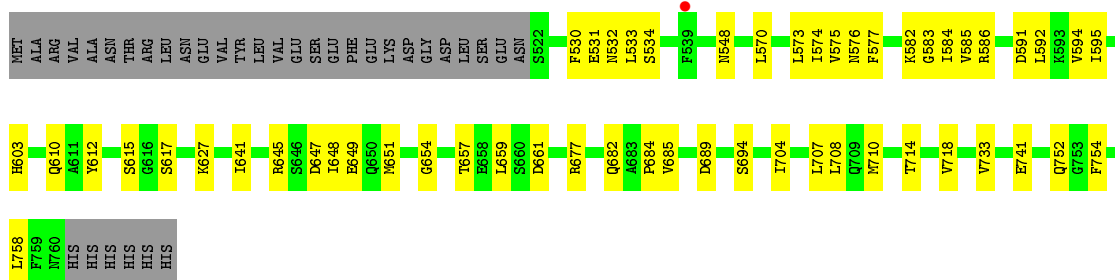 MET ALA ARG VAL ALA ASN THR ARG LEU ASN GLU VAL TYR LEU VAL GLU SER GLU PHE GLU LYS ASP GLY ASP LEU SER GLU ASN S522 F530 E531 N532 L533 S534 F539 N548 L570 L573 I574 V575 N576 F577 K582 G583 I584 V585 R586 D591 L592 K593 V594 I595
H603 Q610 A611 Y612 S615 G616 S617 K627 I641 R645 S646 D647 I648 E649 Q650 M651 G654 T657 E658 L659 S660 D661 R677 Q682 A683 P684 V685 D689 S694 I704 L707 L708 Q709 M710 T714 V718 V733 E741 Q752 G753 F754
L758 F759 N760 HIS HIS HIS HIS HIS HIS